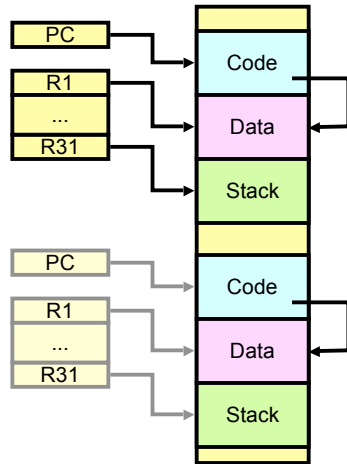 PC
Code
R1
...
Data
R31
Stack
PC
Code
R1
...
Data
R31
Stack